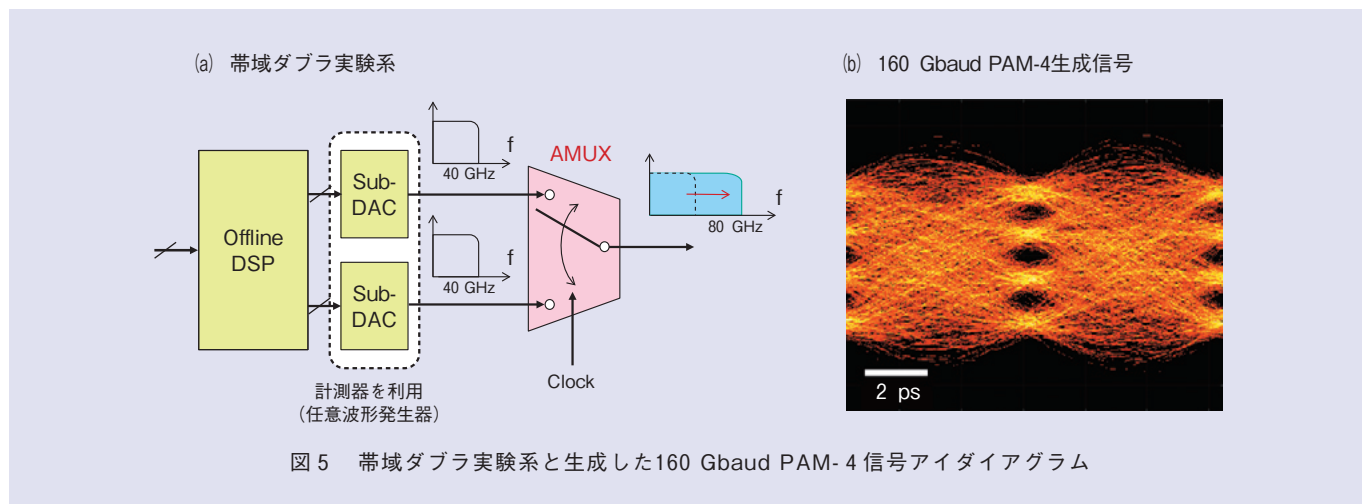 (a) 帯域ダブラ実験系
Offline
DSP
Sub-
DAC
Sub-
DAC
計測器を利用
（任意波形発生器）
f
40 GHz
f
40 GHz
AMUX
Clock
f
80 GHz
(b) 160 Gbaud PAM-4生成信号
2 ps
図5 帯域ダブラ実験系と生成した160 Gbaud PAM-4信号アイダイアグラム